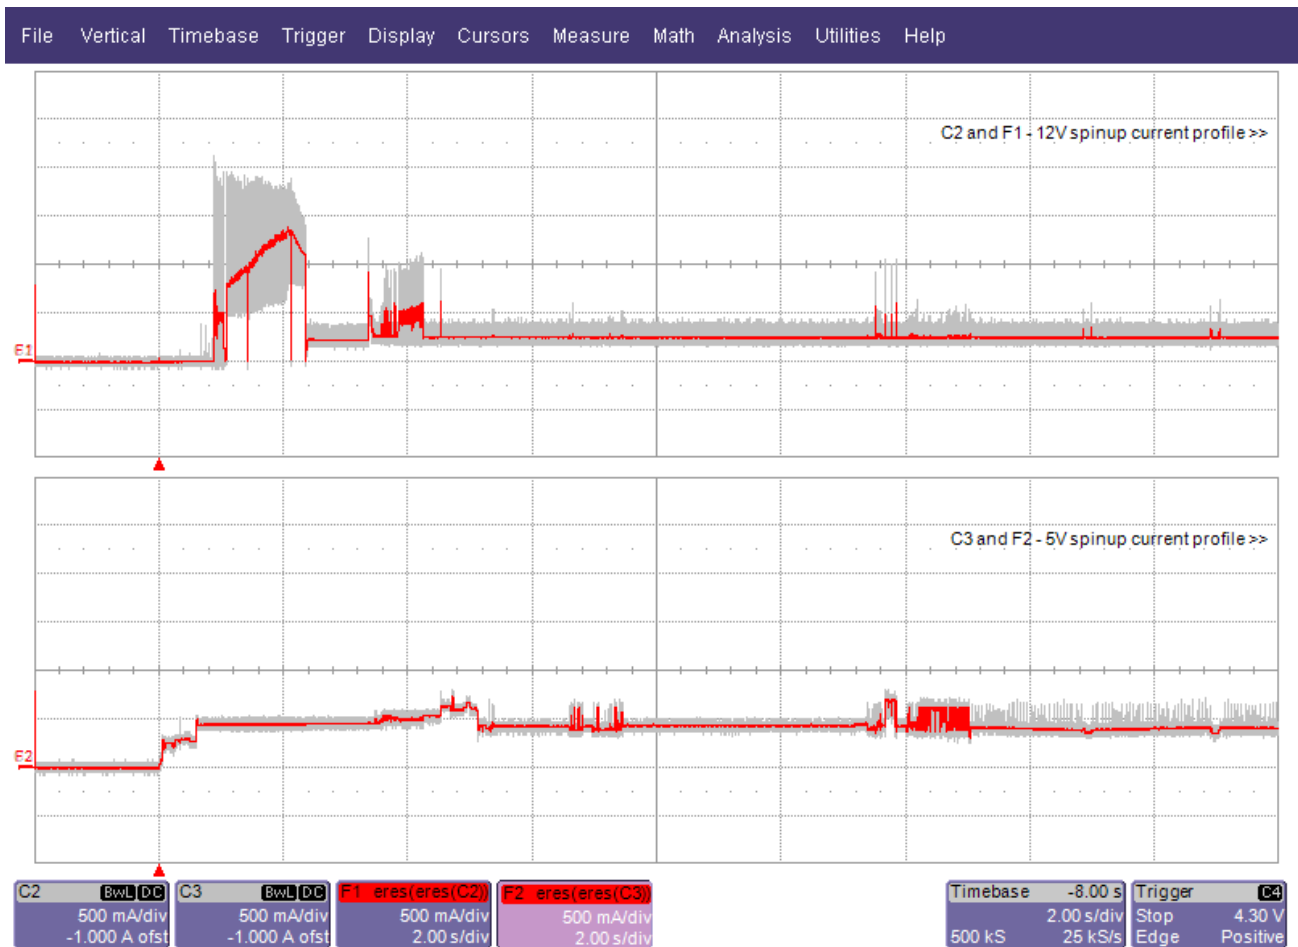 File Vertical Timebase Trigger Display Cursors Measure Math Analysis Utilities Help
C2 and F1 - 12V spinup current profile >>
C3 and F2 - 5V spinup current profile >>
C2 BwL DC
500 mA/div
-1.000 A ofst
C3 BwL DC
500 mA/div
-1.000 A ofst
F1 eres(eres(C2))
500 mA/div
2.00 s/div
F2 eres(eres(C3))
500 mA/div
2.00 s/div
Timebase -8.00 s
2.00 s/div
500 kS 25 kS/s
Trigger C4
Stop 4.30 V
Edge Positive